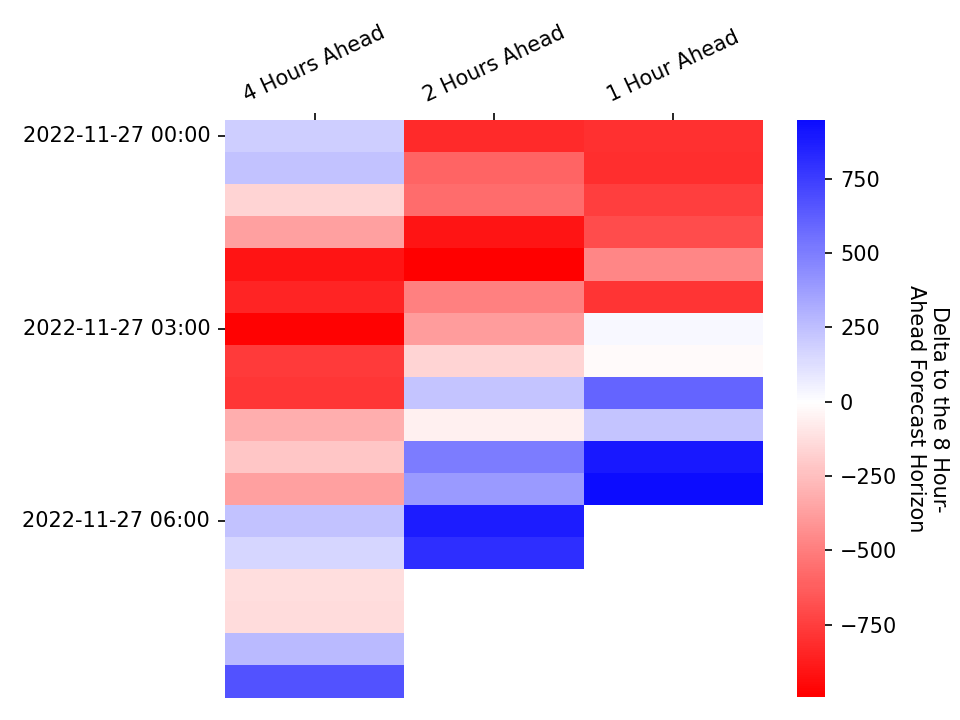 4 Hours Ahead
2 Hours Ahead
1 Hour Ahead
2022-11-27 00:00
2022-11-27 03:00
2022-11-27 06:00
750
500
250
0
−250
−500
−750
Delta to the 8 Hour-
Ahead Forecast Horizon